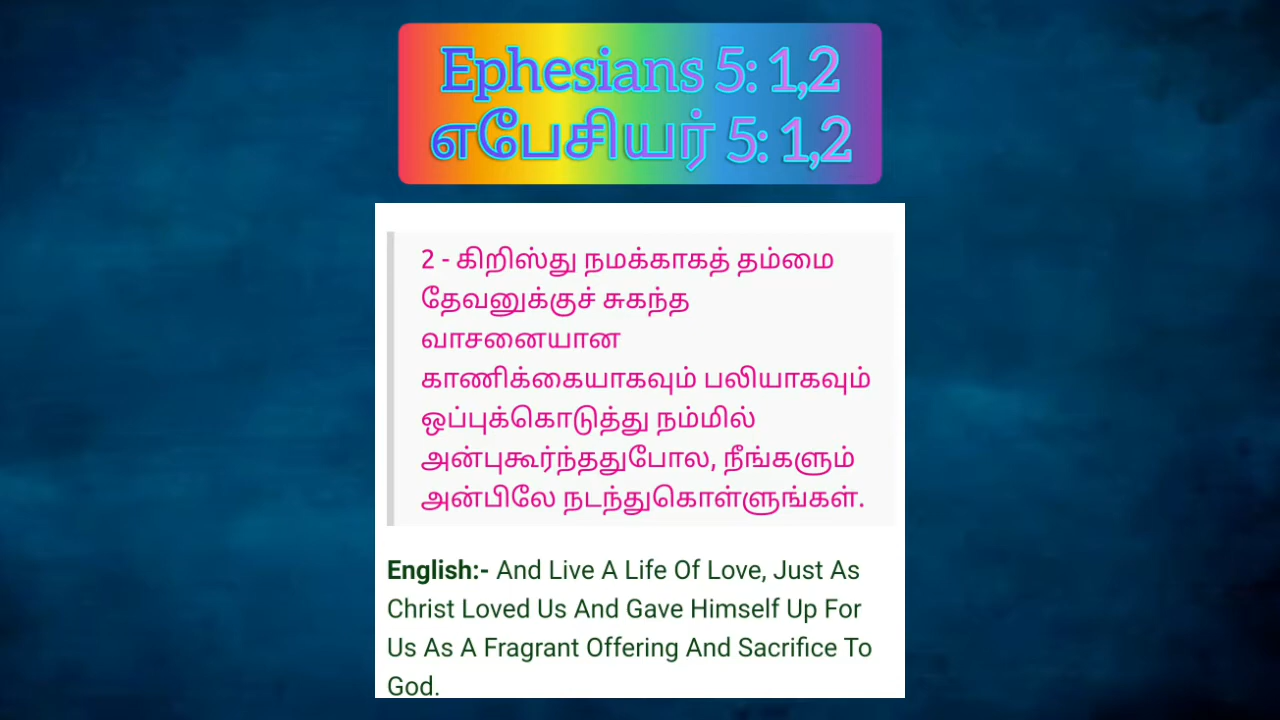 Ephesians 5: 1,2
எபேசியர் 5: 1,2
2 - கிறிஸ்து நமக்காகத் தம்மை
தேவனுக்குச் சுகந்த
வாசனையான
காணிக்கையாகவும் பலியாகவும்
ஒப்புக்கொடுத்து நம்மில்
அன்புகூர்ந்ததுபோல, நீங்களும்
அன்பிலே நடந்துகொள்ளுங்கள்.
English:- And Live A Life Of Love, Just As
Christ Loved Us And Gave Himself Up For
Us As A Fragrant Offering And Sacrifice To
God.